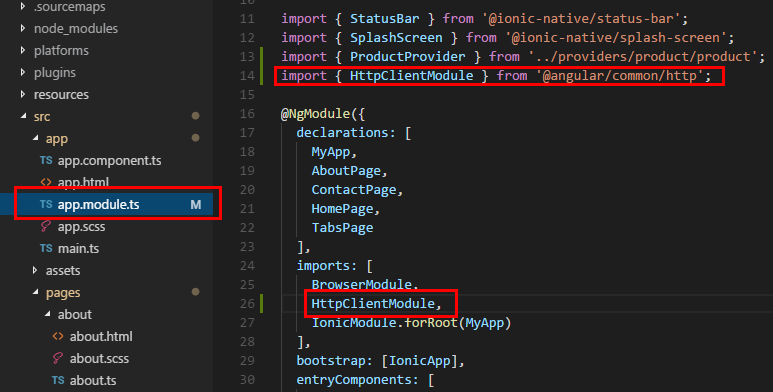 .sourcemaps
node_modules
platforms
plugins
resources
src
app
TS app.component.ts
<> app.html
TS app.module.ts M
app.scss
TS main.ts
assets
pages
about
<> about.html
about.scss
TS about.ts
10
11 import { StatusBar } from '@ionic-native/status-bar';
12 import { SplashScreen } from '@ionic-native/splash-screen';
13 import { ProductProvider } from '../providers/product/product';
14 import { HttpClientModule } from '@angular/common/http';
15
16 @NgModule({
17 declarations: [
18 MyApp,
19 AboutPage,
20 ContactPage,
21 HomePage,
22 TabsPage
23 ],
24 imports: [
25 BrowserModule,
26 HttpClientModule,
27 IonicModule.forRoot(MyApp)
28 ],
29 bootstrap: [IonicApp],
30 entryComponents: [